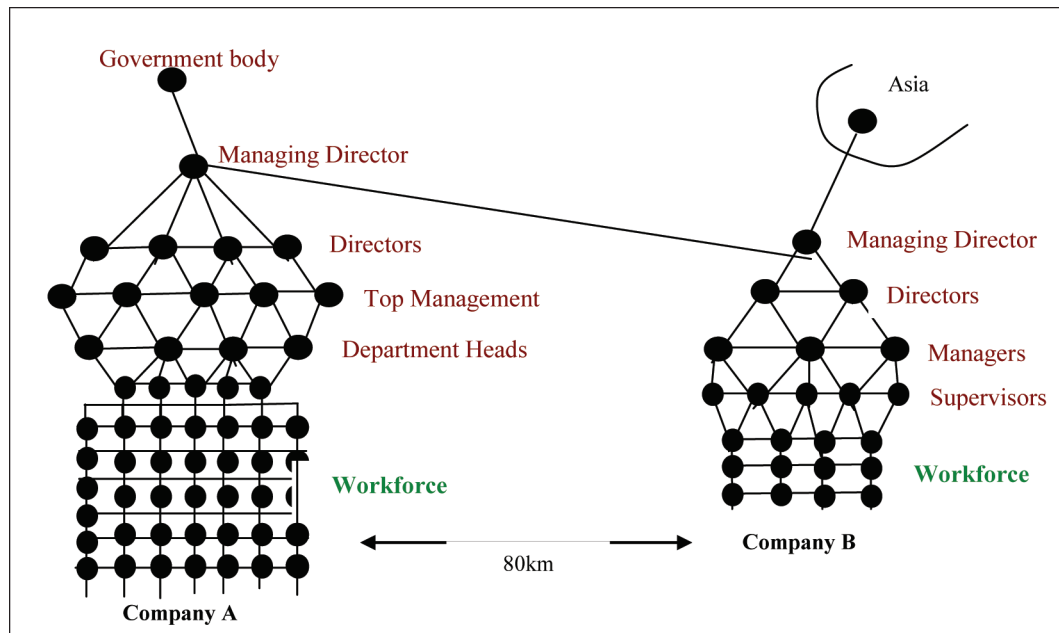 Government body
Asia
Managing Director
Managing Director
Directors
Directors
Top Management
Department Heads
Managers
Supervisors
Workforce
Workforce
Company B
80km
Company A